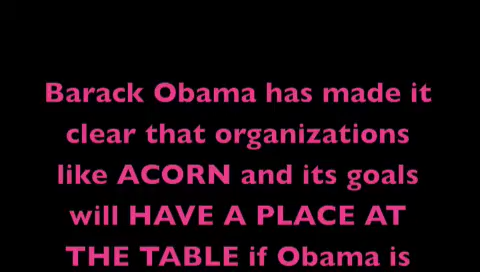 Barack Obama has made it
clear that organizations
like ACORN and its goals
will HAVE A PLACE AT
THE TABLE if Obama is